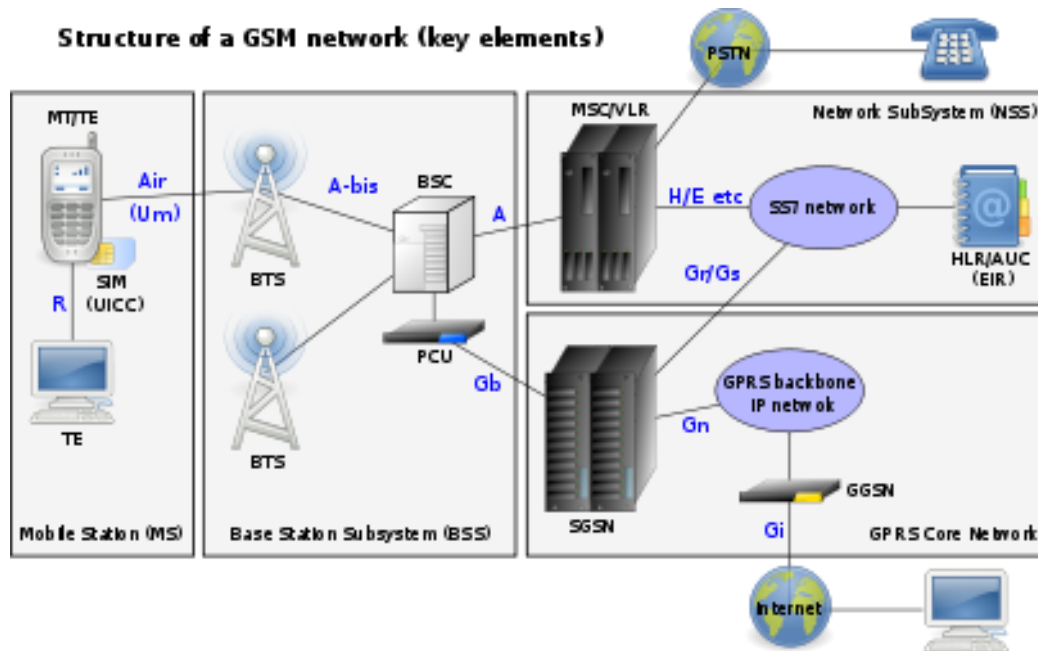 Structure of a GSM network (key elements)
PSTN
MT/TE
Air
(Um)
SIM
(UICC)
R
TE
Mobile Station (MS)
A-bis
BTS
BSC
A
PCU
Gb
BTS
Base Station Subsystem (BSS)
MSC/VLR
Network SubSystem (NSS)
H/E etc
SS7 network
HLR/AUC
(EIR)
Gr/Gs
SGSN
Gn
GPRS backbone
IP netwok
GGSN
Gi
GPRS Core Network
Internet